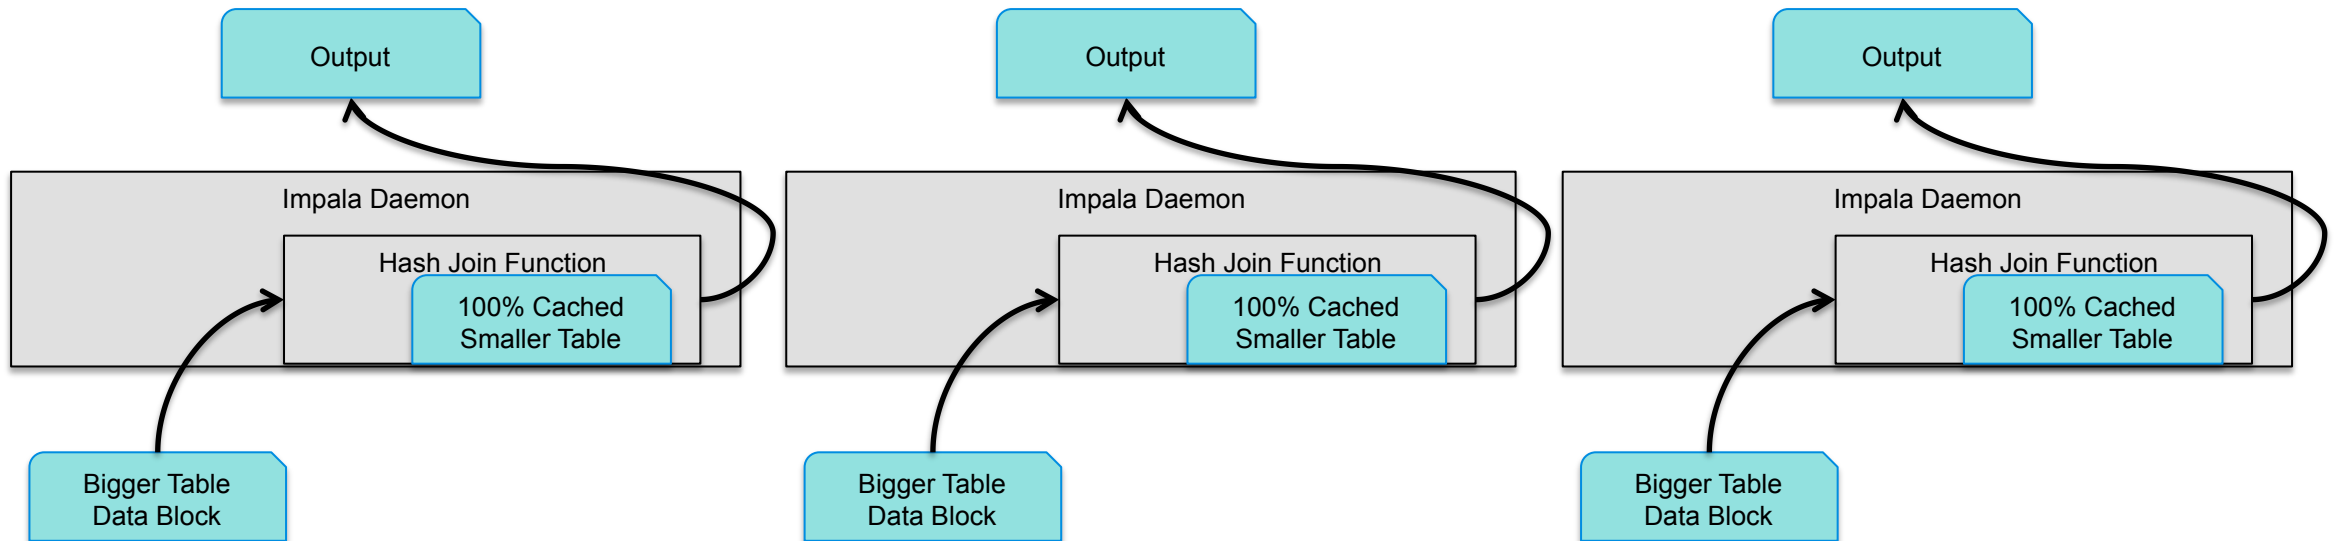 Output
Output
Output
Impala Daemon
Impala Daemon
Impala Daemon
Hash Join Function
Hash Join Function
Hash Join Function
100% Cached
Smaller Table
100% Cached
Smaller Table
100% Cached
Smaller Table
Bigger Table
Data Block
Bigger Table
Data Block
Bigger Table
Data Block